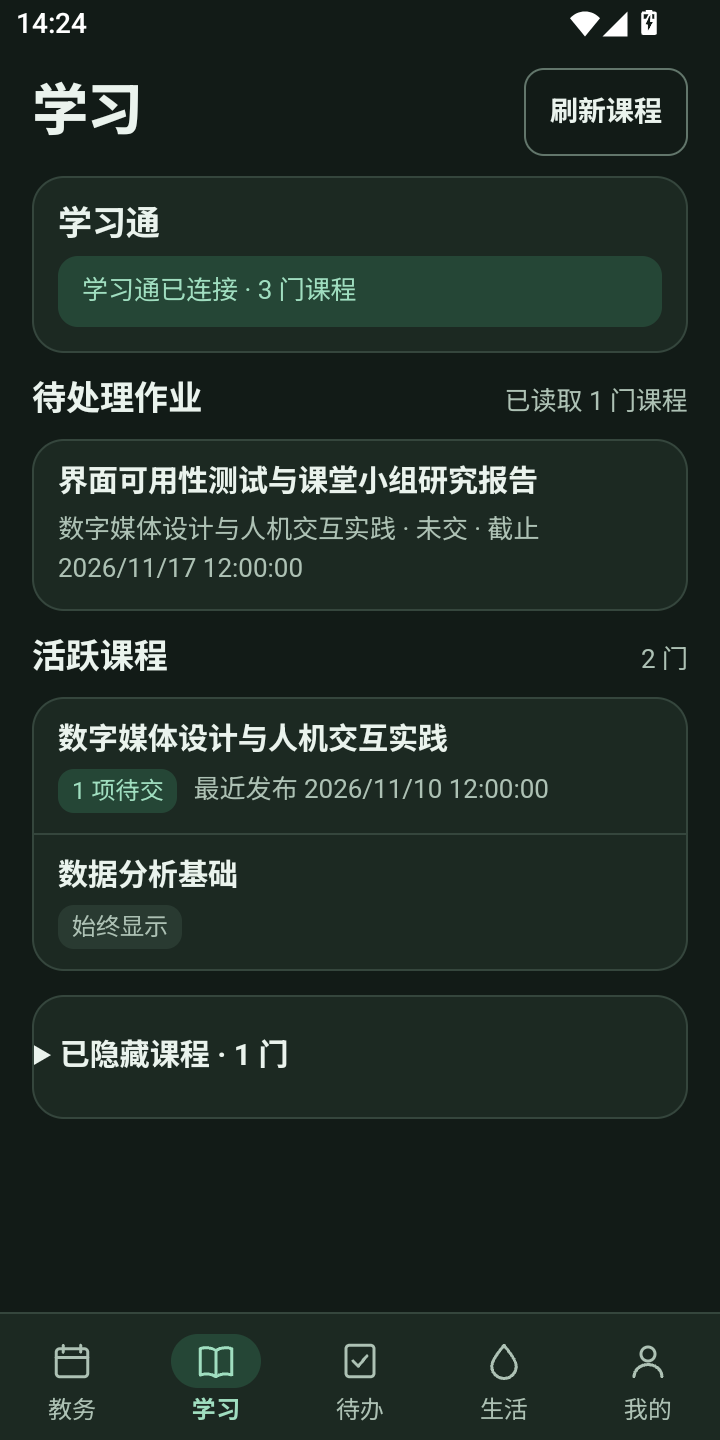 14:24
学习
刷新课程
学习通
学习通已连接 · 3 门课程
待处理作业
已读取 1 门课程
界面可用性测试与课堂小组研究报告
数字媒体设计与人机交互实践 · 未交 · 截止
2026/11/17 12:00:00
活跃课程
2 门
数字媒体设计与人机交互实践
1 项待交 最近发布 2026/11/10 12:00:00
数据分析基础
始终显示
已隐藏课程 · 1 门
教务
学习
待办
生活
我的